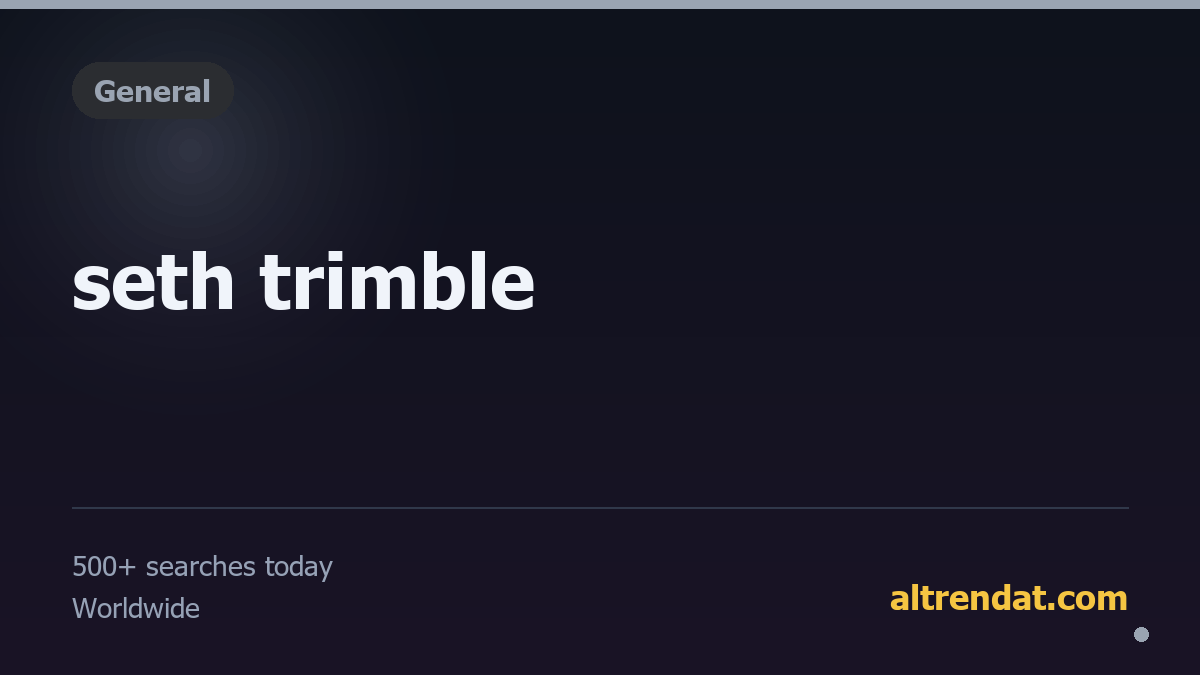 General
seth trimble
500+ searches today
Worldwide
altrendat.com